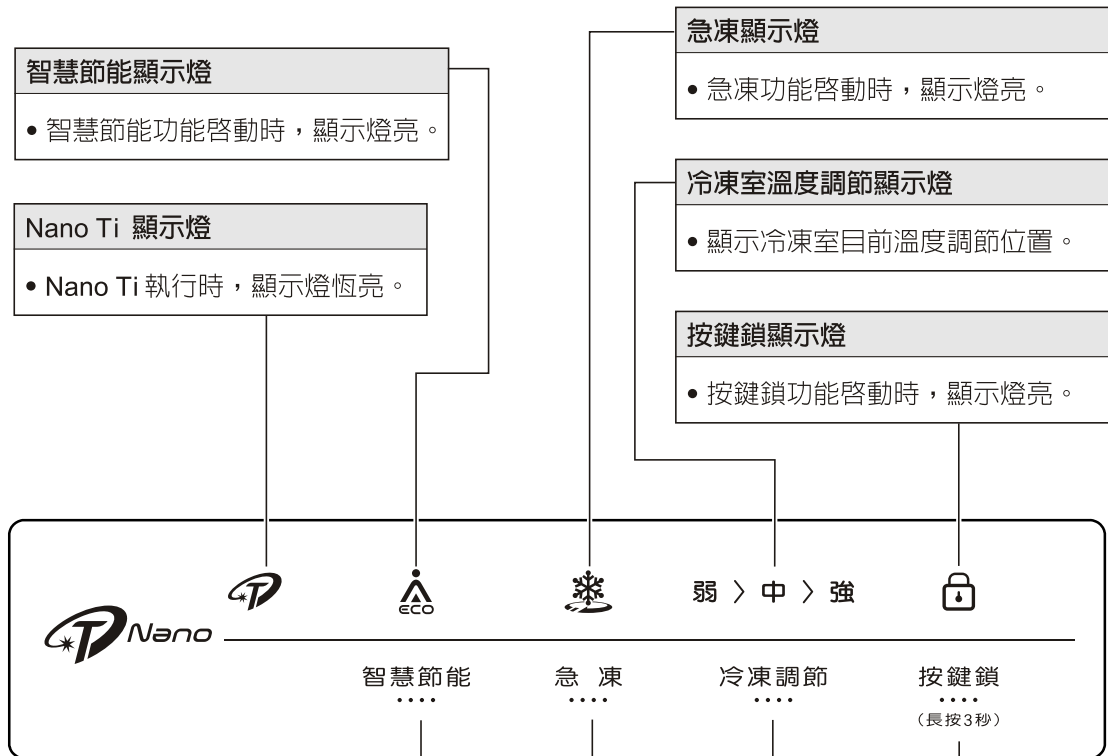 急凍顯示燈
• 急凍功能啓動時，顯示燈亮。
智慧節能顯示燈
• 智慧節能功能啓動時，顯示燈亮。
冷凍室溫度調節顯示燈
• 顯示冷凍室目前溫度調節位置。
Nano Ti 顯示燈
• Nano Ti 執行時，顯示燈恆亮。
按鍵鎖顯示燈
• 按鍵鎖功能啓動時，顯示燈亮。
ECO
弱 〉中 〉強
Nano
智慧節能 急 凍 冷凍調節 按鍵鎖
（長按3秒）